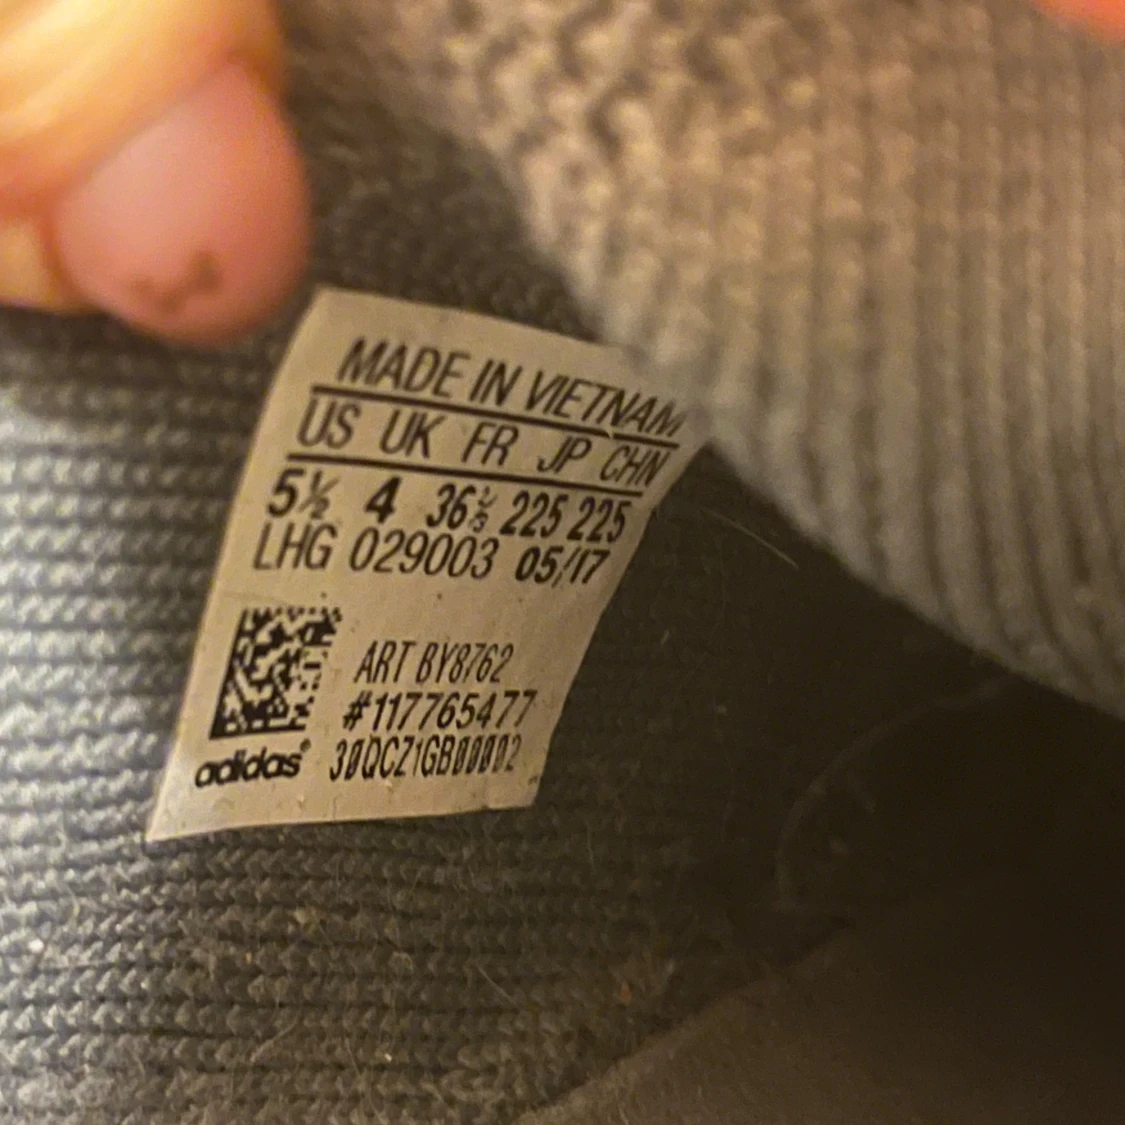 MADE IN VIETNAM
US UK FR JP CHN
5½ 4 36⅔ 225 225
LHG 029003 05/17
ART BY8762
#117765477
adidas® 30QCZ1GB00002